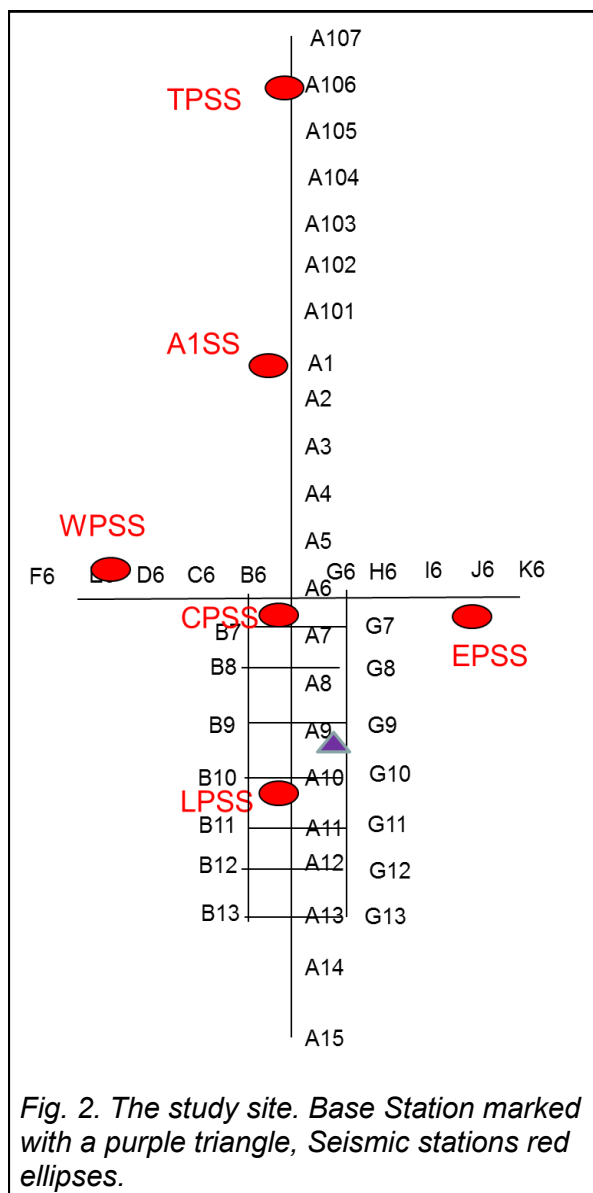 A107
TPSS
A106
A105
A104
A103
A102
A101
A1SS
A1
A2
A3
A4
WPSS
A5
F6 D6 C6 B6 A6 G6 H6 I6 J6 K6
CPSS
B7 A7 G7
EPSS
B8 A8 G8
B9 A9 G9
B10 A10 G10
LPSS
B11 A11 G11
B12 A12 G12
B13 A13 G13
A14
A15
Fig. 2. The study site. Base Station marked
with a purple triangle, Seismic stations red
ellipses.